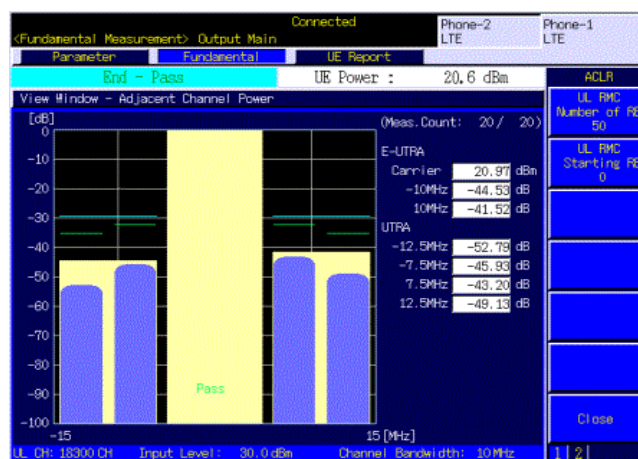 Connected
Phone-2
LTE
Phone-1
LTE
<Fundamental Measurement> Output Main
Parameter
Fundamental
UE Report
End - Pass
UE Power :
20.6 dBm
ACLR
View Window - Adjacent Channel Power
UL RMC
Number of RB
50
[dB]
(Meas.Count: 20/ 20)
UL RMC
Starting RB
0
0
-10
-20
-30
-40
-50
-60
-70
-80
-90
-100
E-UTRA
Carrier 20.97 dBm
-10MHz -44.53 dB
10MHz -41.52 dB
UTRA
-12.5MHz -52.79 dB
-7.5MHz -45.93 dB
7.5MHz -43.20 dB
12.5MHz -49.13 dB
Pass
Close
-15
15 [MHz]
UL CH: 18300 CH Input Level: 30.0 dBm Channel Bandwidth: 10 MHz
1 2